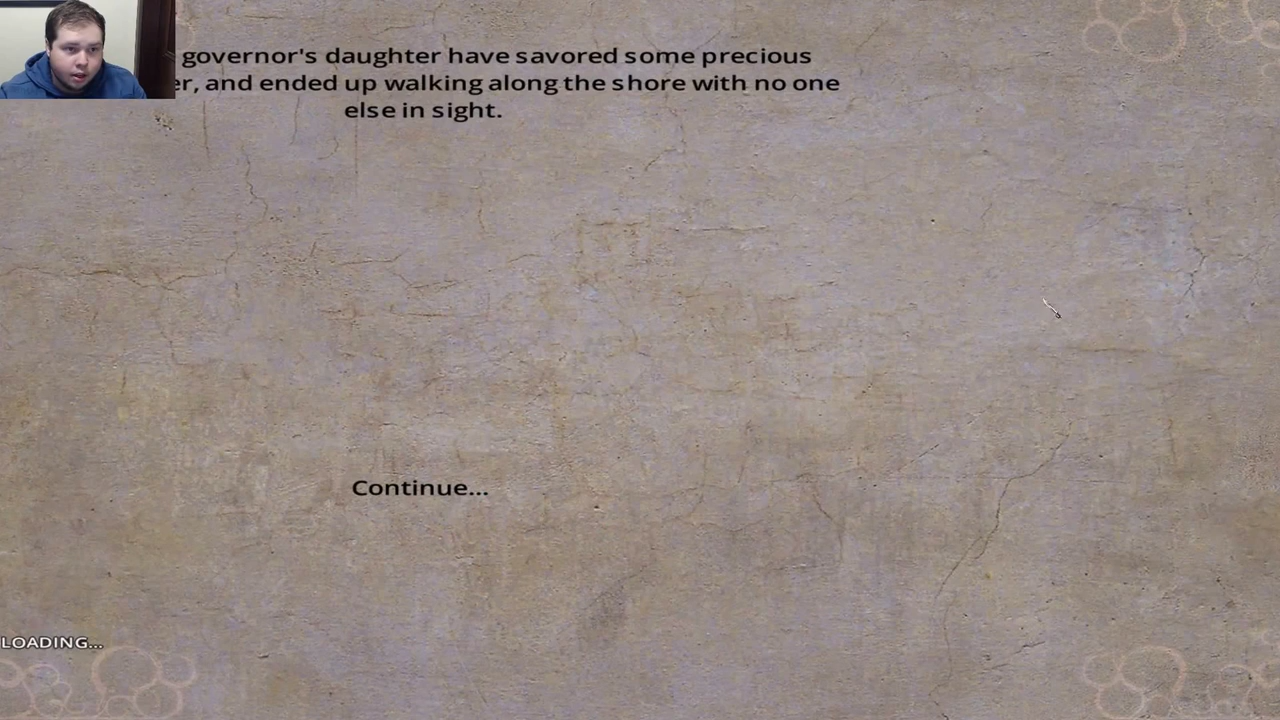 governor's daughter have savored some precious
and ended up walking along the shore with no one
else in sight.
Continue...
LOADING...